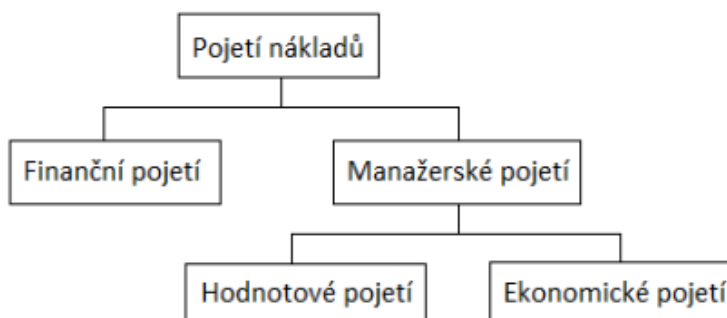 Pojetí nákladů
Finanční pojetí
Manažerské pojetí
Hodnotové pojetí
Ekonomické pojetí